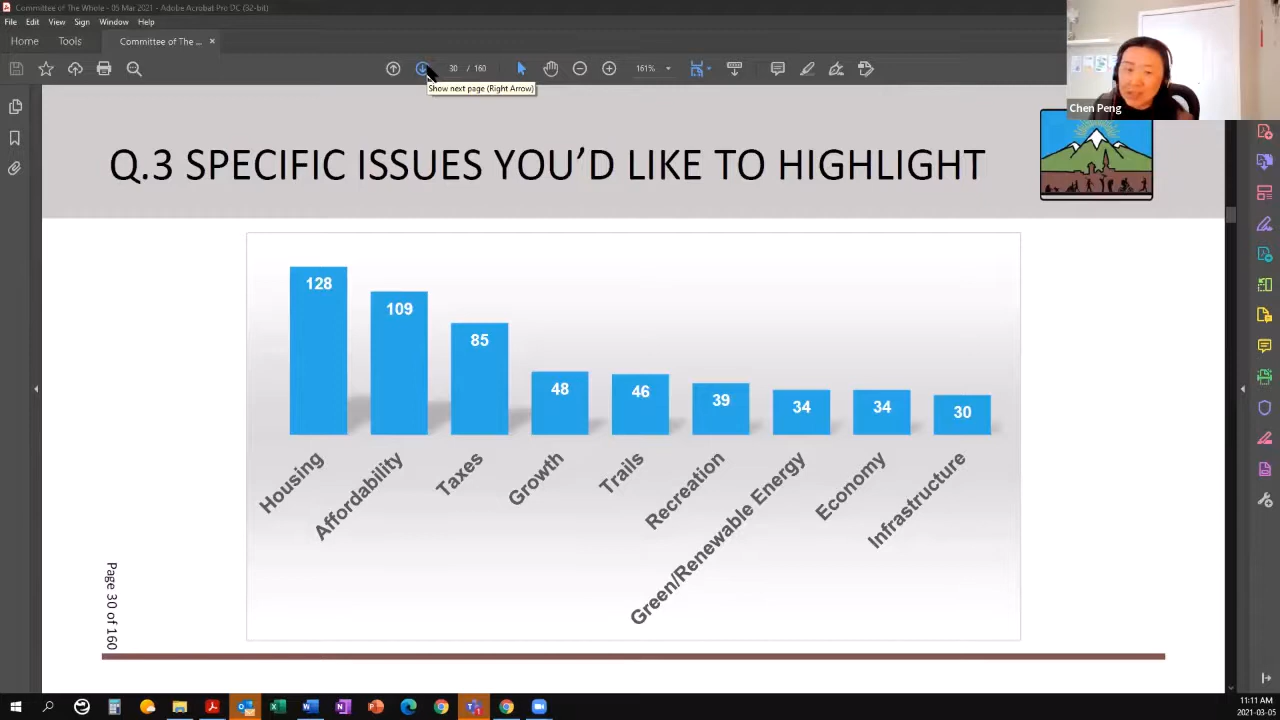 Committee of The Whole - 05 Mar 2021 - Adobe Acrobat Pro DC (32-bit)
File Edit View Sign Window Help
Home Tools Committee of The ... ×
30 / 160 161%
Show next page (Right Arrow)
Chen Peng
Q.3 SPECIFIC ISSUES YOU’D LIKE TO HIGHLIGHT
128
109
85
48
46
39
34
34
30
Housing
Affordability
Taxes
Growth
Trails
Recreation
Green/Renewable Energy
Economy
Infrastructure
Page 30 of 160
11:11 AM
2021-03-05